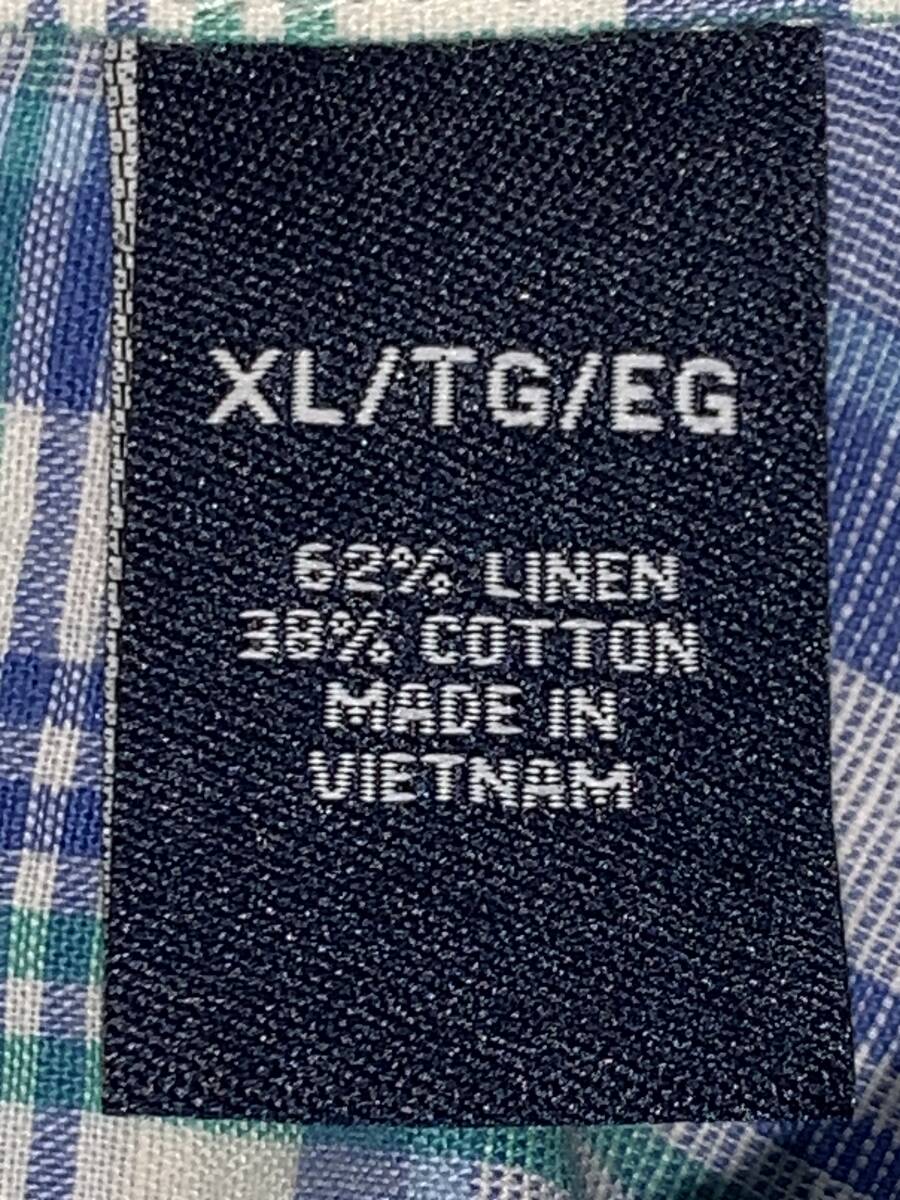 XL/TG/EG
62% LINEN
38% COTTON
MADE IN
VIETNAM